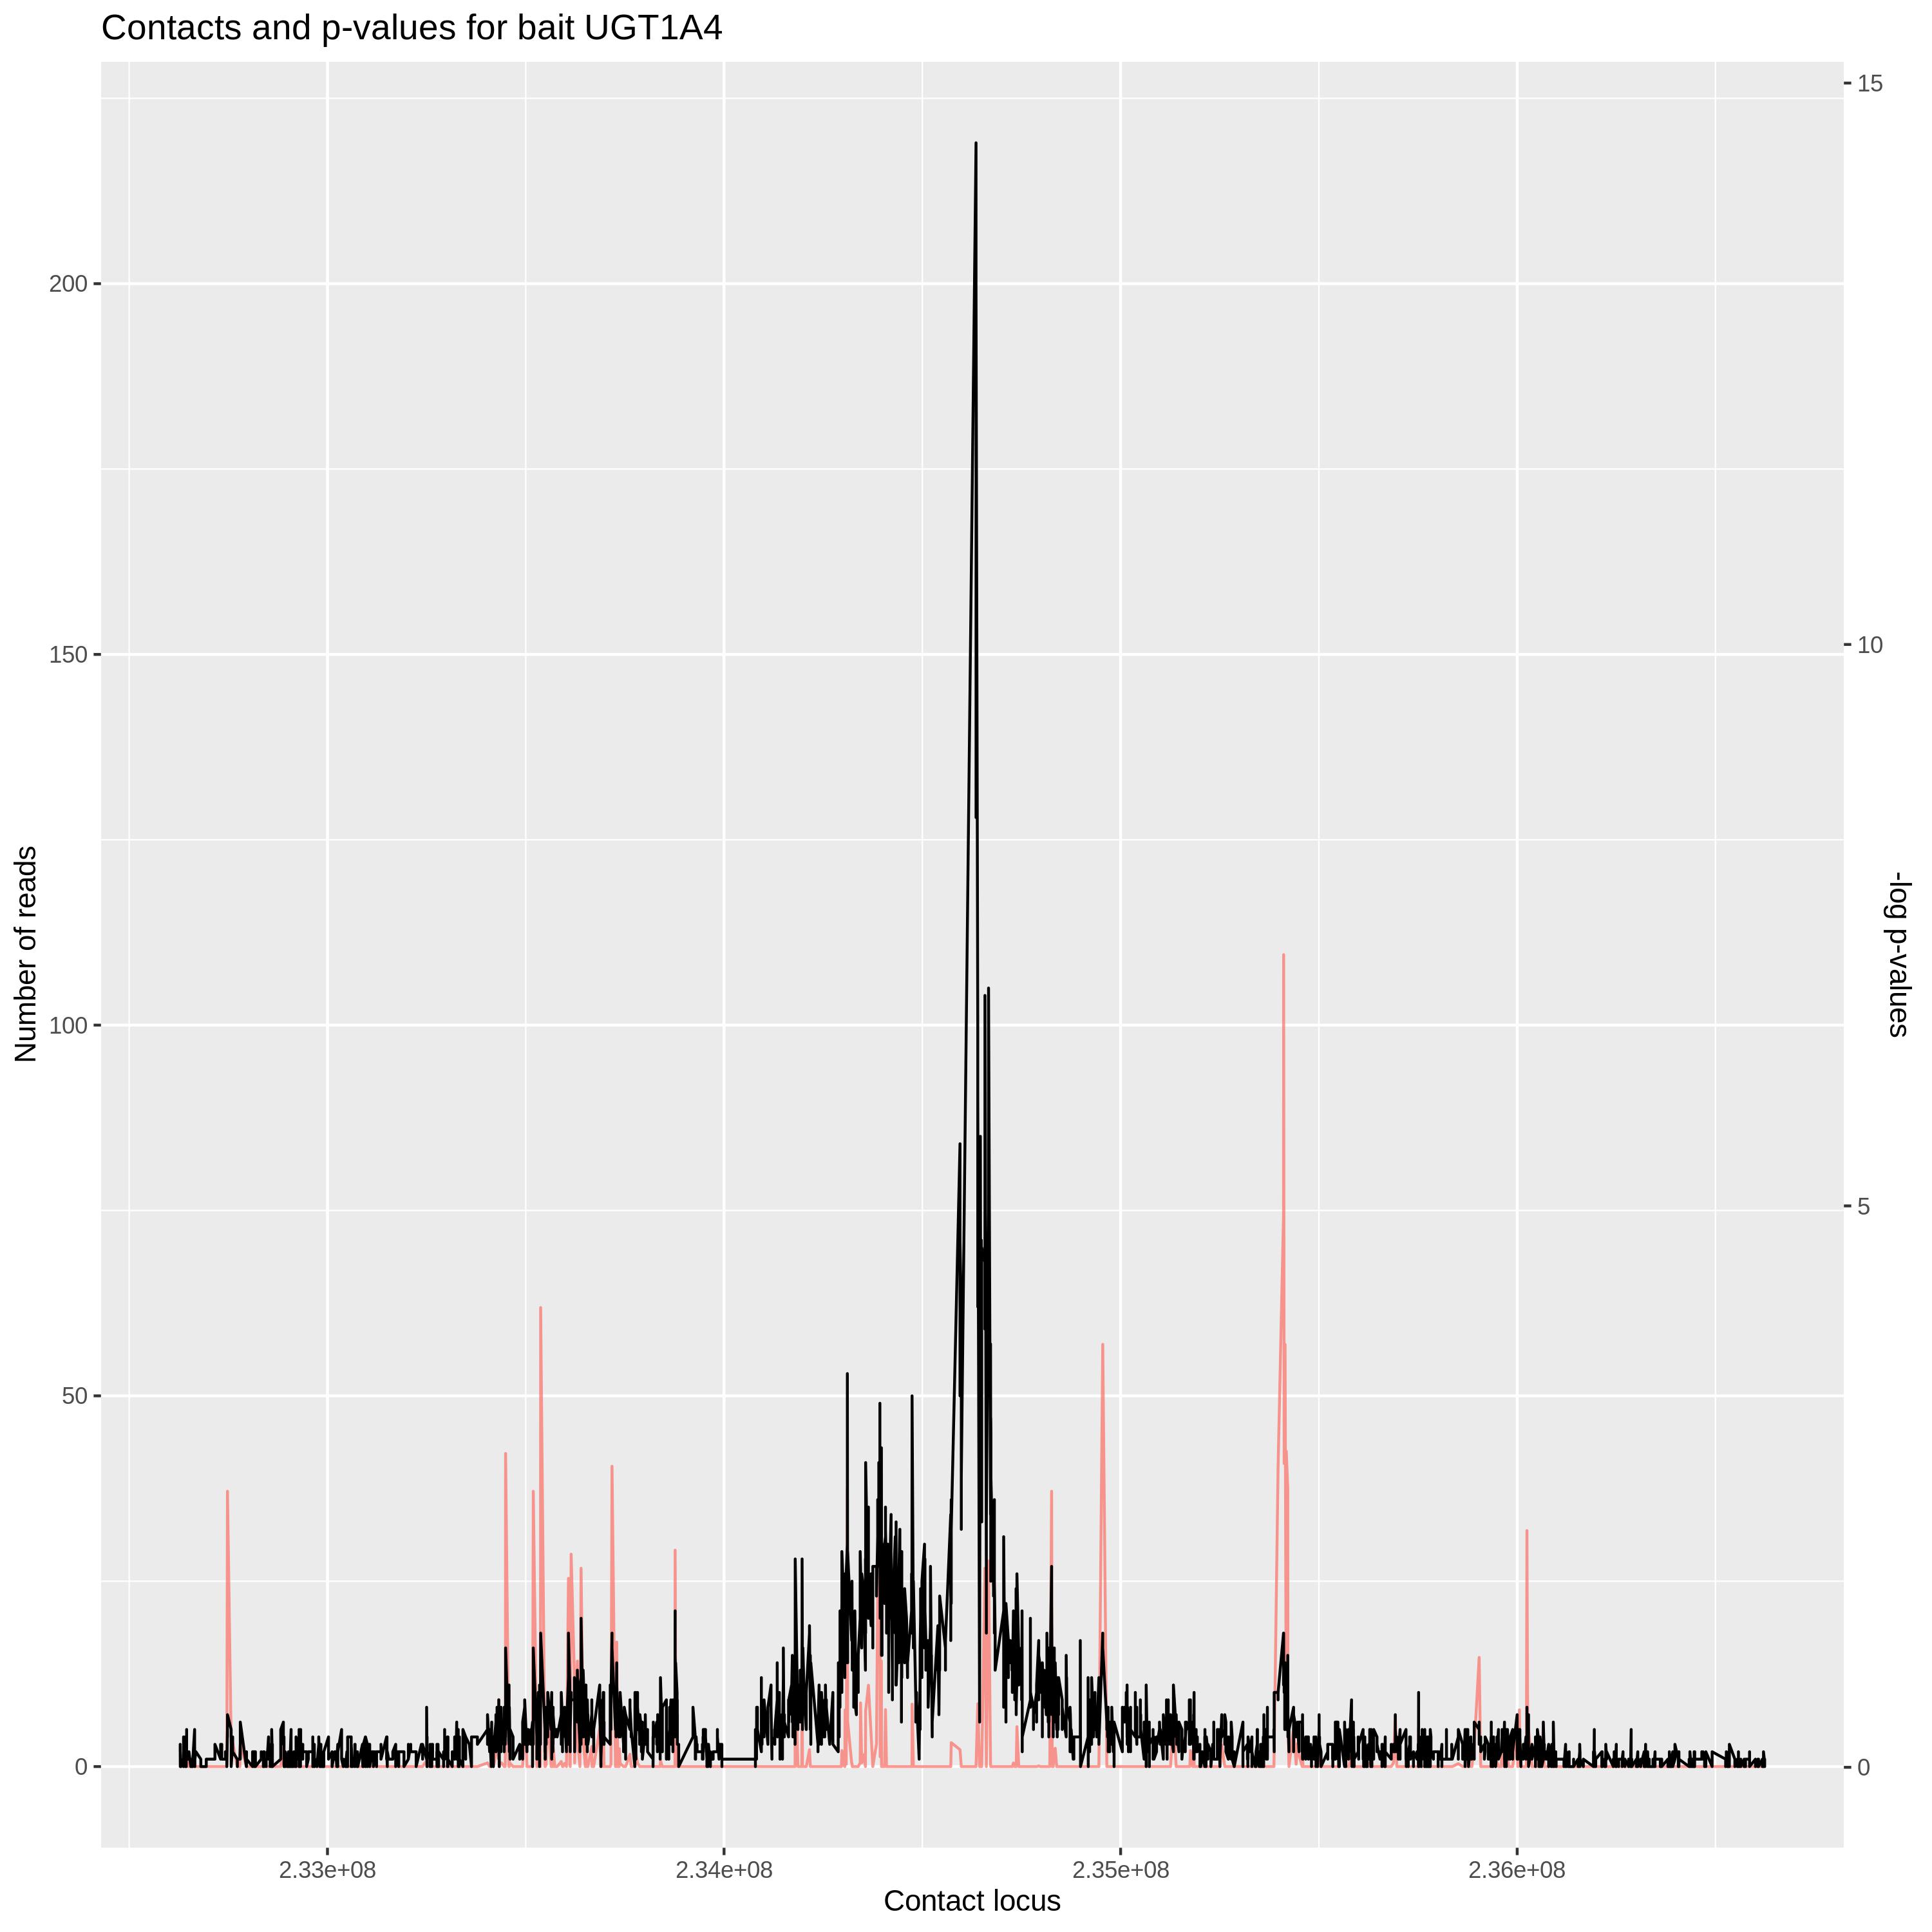 Contacts and p-values for bait UGT1A4
Number of reads
200
150
100
50
0
15
10
5
0
-log p-values
2.33e+08
2.34e+08
2.35e+08
2.36e+08
Contact locus